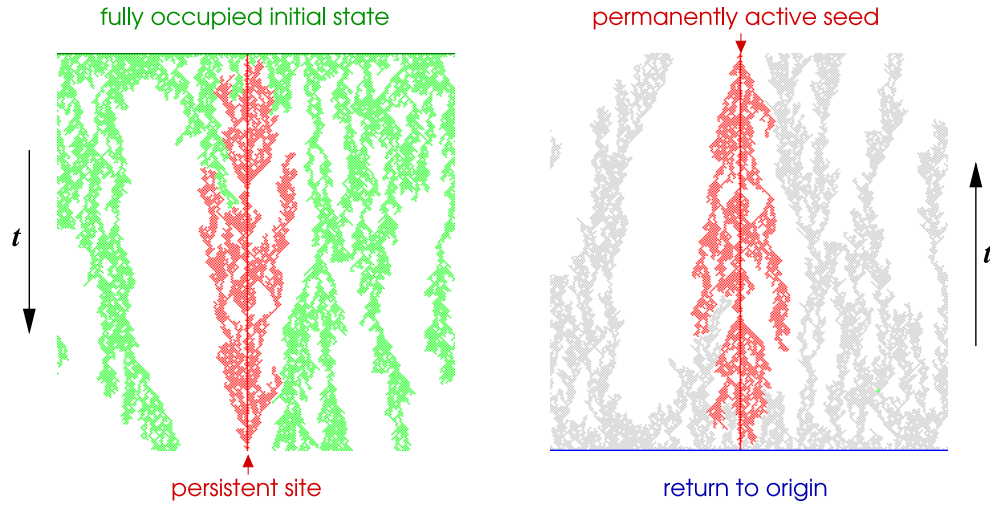 fully occupied initial state
permanently active seed
t
t
persistent site
return to origin